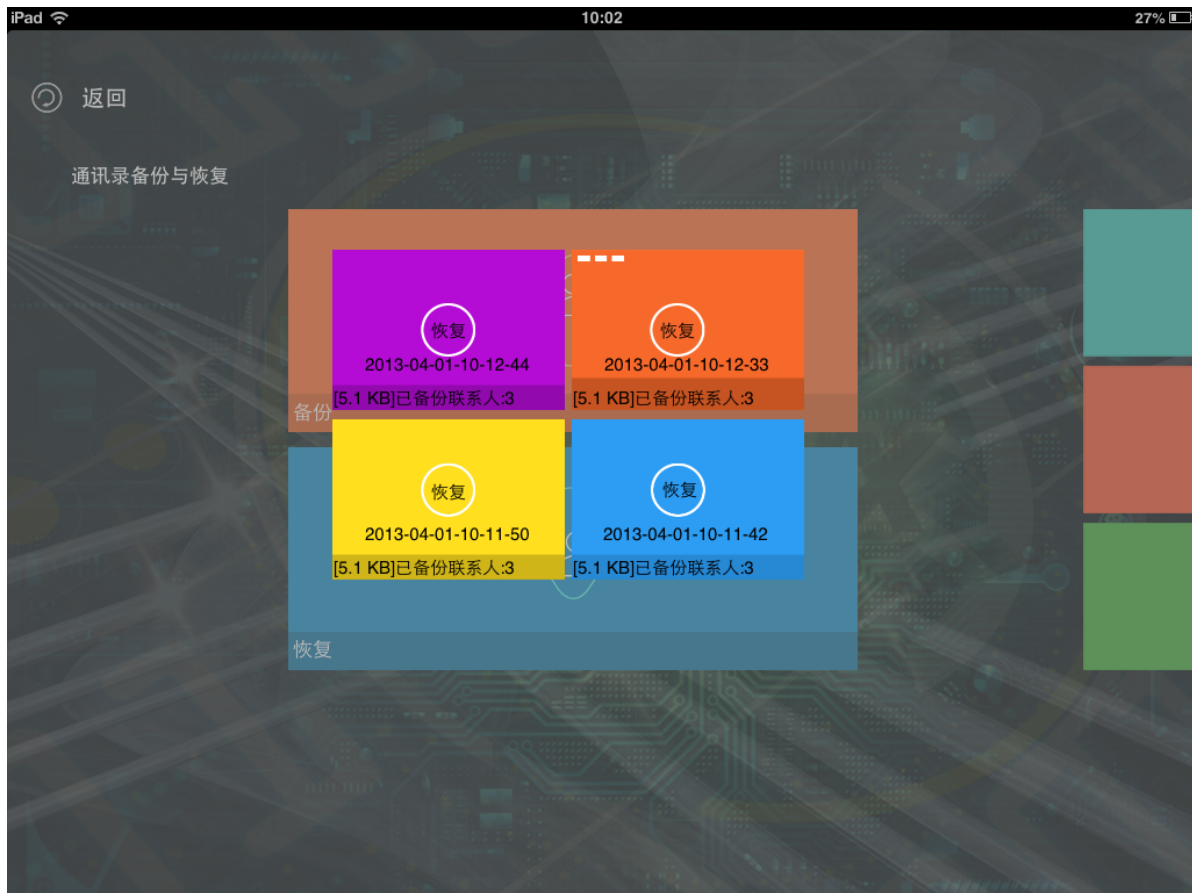 iPad 10:02 27%
返回
通讯录备份与恢复
恢复
2013-04-01-10-12-44
[5.1 KB]已备份联系人:3
恢复
2013-04-01-10-12-33
[5.1 KB]已备份联系人:3
备份
恢复
2013-04-01-10-11-50
[5.1 KB]已备份联系人:3
恢复
2013-04-01-10-11-42
[5.1 KB]已备份联系人:3
恢复